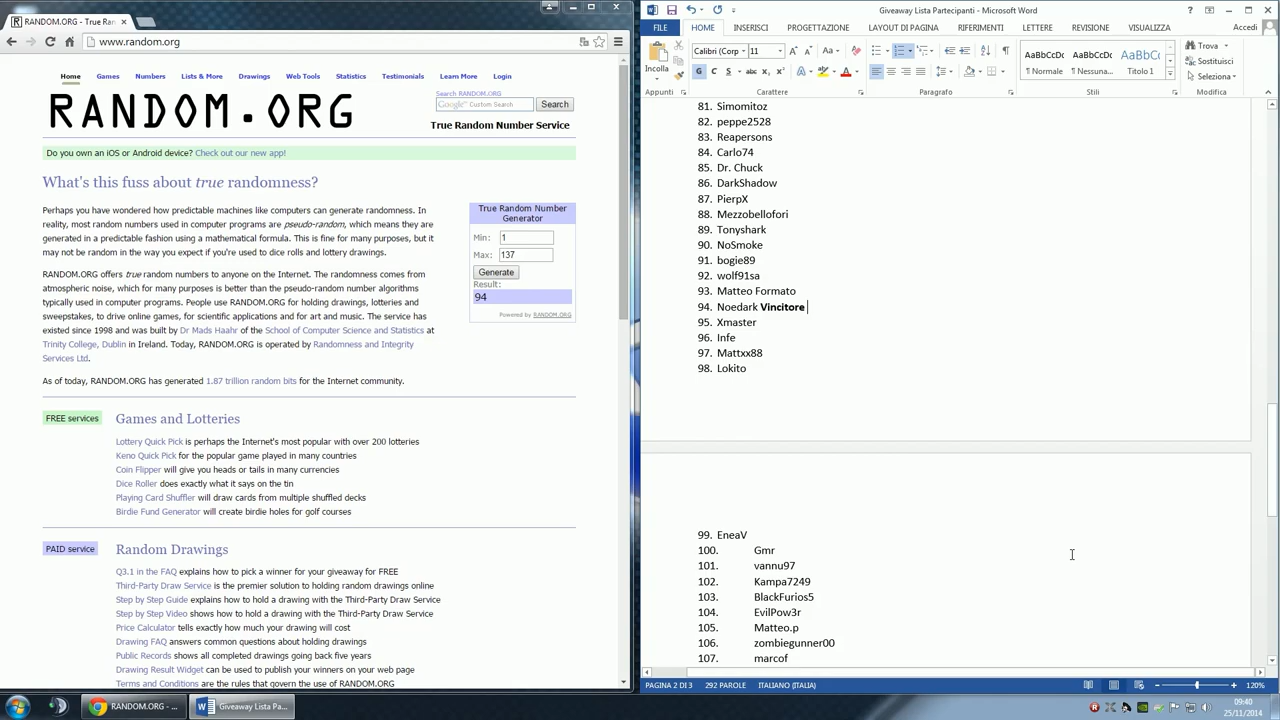 RANDOM.ORG - True Ran
www.random.org
Home Games Numbers Lists & More Drawings Web Tools Statistics Testimonials Learn More Login
Search RANDOM.ORG
Google™ Custom Search
Search
RANDOM.ORG
True Random Number Service
Do you own an iOS or Android device? Check out our new app!
What's this fuss about true randomness?
Perhaps you have wondered how predictable machines like computers can generate randomness. In
reality, most random numbers used in computer programs are pseudo-random, which means they are
generated in a predictable fashion using a mathematical formula. This is fine for many purposes, but it
may not be random in the way you expect if you're used to dice rolls and lottery drawings.
RANDOM.ORG offers true random numbers to anyone on the Internet. The randomness comes from
atmospheric noise, which for many purposes is better than the pseudo-random number algorithms
typically used in computer programs. People use RANDOM.ORG for holding drawings, lotteries and
sweepstakes, to drive online games, for scientific applications and for art and music. The service has
existed since 1998 and was built by Dr Mads Haahr of the School of Computer Science and Statistics at
Trinity College, Dublin in Ireland. Today, RANDOM.ORG is operated by Randomness and Integrity
Services Ltd.
As of today, RANDOM.ORG has generated 1.87 trillion random bits for the Internet community.
True Random Number
Generator
Min: 1
Max: 137
Generate
Result:
94
Powered by RANDOM.ORG
FREE services
Games and Lotteries
Lottery Quick Pick is perhaps the Internet's most popular with over 200 lotteries
Keno Quick Pick for the popular game played in many countries
Coin Flipper will give you heads or tails in many currencies
Dice Roller does exactly what it says on the tin
Playing Card Shuffler will draw cards from multiple shuffled decks
Birdie Fund Generator will create birdie holes for golf courses
PAID service
Random Drawings
Q3.1 in the FAQ explains how to pick a winner for your giveaway for FREE
Third-Party Draw Service is the premier solution to holding random drawings online
Step by Step Guide explains how to hold a drawing with the Third-Party Draw Service
Step by Step Video shows how to hold a drawing with the Third-Party Draw Service
Price Calculator tells exactly how much your drawing will cost
Drawing FAQ answers common questions about holding drawings
Public Records shows all completed drawings going back five years
Drawing Result Widget can be used to publish your winners on your web page
Terms and Conditions are the rules that govern the use of RANDOM.ORG
Giveaway Lista Partecipanti - Microsoft Word
FILE HOME INSERISCI PROGETTAZIONE LAYOUT DI PAGINA RIFERIMENTI LETTERE REVISIONE VISUALIZZA Accedi
Incolla
Calibri (Corp 11
G C S abc X₂ X²
AaBbCcDc AaBbCcDc AaBbCc
¶ Normale ¶ Nessuna... Titolo 1
Trova
Sostituisci
Seleziona
Appunti Carattere Paragrafo Stili Modifica
81. Simomitoz
82. peppe2528
83. Reapersons
84. Carlo74
85. Dr. Chuck
86. DarkShadow
87. PierpX
88. Mezzobellofori
89. Tonyshark
90. NoSmoke
91. bogie89
92. wolf91sa
93. Matteo Formato
94. Noedark Vincitore
95. Xmaster
96. Infe
97. Mattxx88
98. Lokito
99. EneaV
100. Gmr
101. vannu97
102. Kampa7249
103. BlackFurios5
104. EvilPow3r
105. Matteo.p
106. zombiegunner00
107. marcof
PAGINA 2 DI 3 292 PAROLE ITALIANO (ITALIA) 120%
RANDOM.ORG - ...
Giveaway Lista Pa...
09:40
25/11/2014